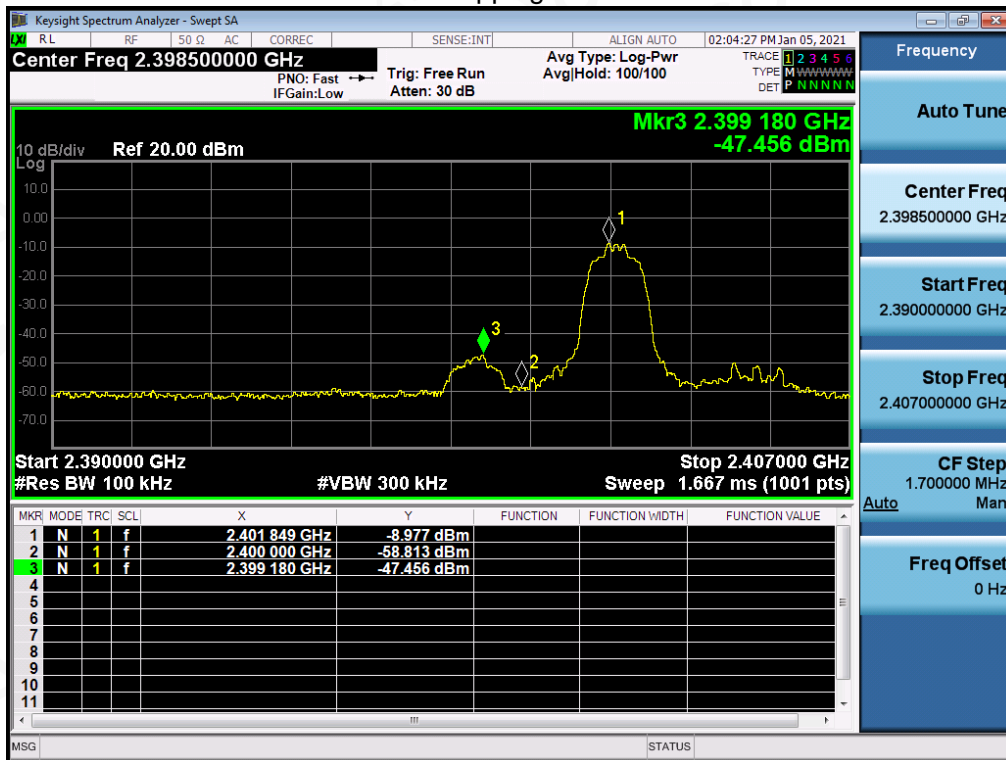 Keysight Spectrum Analyzer - Swept SA
LXI RL RF 50 Ω AC CORREC SENSE:INT ALIGN AUTO 02:04:27 PM Jan 05, 2021
Center Freq 2.398500000 GHz
PNO: Fast
IFGain:Low
Trig: Free Run
Atten: 30 dB
Avg Type: Log-Pwr
Avg|Hold: 100/100
TRACE 1 2 3 4 5 6
TYPE M WWWWW
DET P N N N N N
Mkr3 2.399 180 GHz
-47.456 dBm
10 dB/div Ref 20.00 dBm
Log
10.0
0.00
-10.0
-20.0
-30.0
-40.0
-50.0
-60.0
-70.0
1
3
2
Start 2.390000 GHz Stop 2.407000 GHz
#Res BW 100 kHz #VBW 300 kHz Sweep 1.667 ms (1001 pts)
MKR MODE TRC SCL X Y FUNCTION FUNCTION WIDTH FUNCTION VALUE
1 N 1 f 2.401 849 GHz -8.977 dBm
2 N 1 f 2.400 000 GHz -58.813 dBm
3 N 1 f 2.399 180 GHz -47.456 dBm
4
5
6
7
8
9
10
11
MSG STATUS
Frequency
Auto Tune
Center Freq
2.398500000 GHz
Start Freq
2.390000000 GHz
Stop Freq
2.407000000 GHz
CF Step
1.700000 MHz
Auto Man
Freq Offset
0 Hz